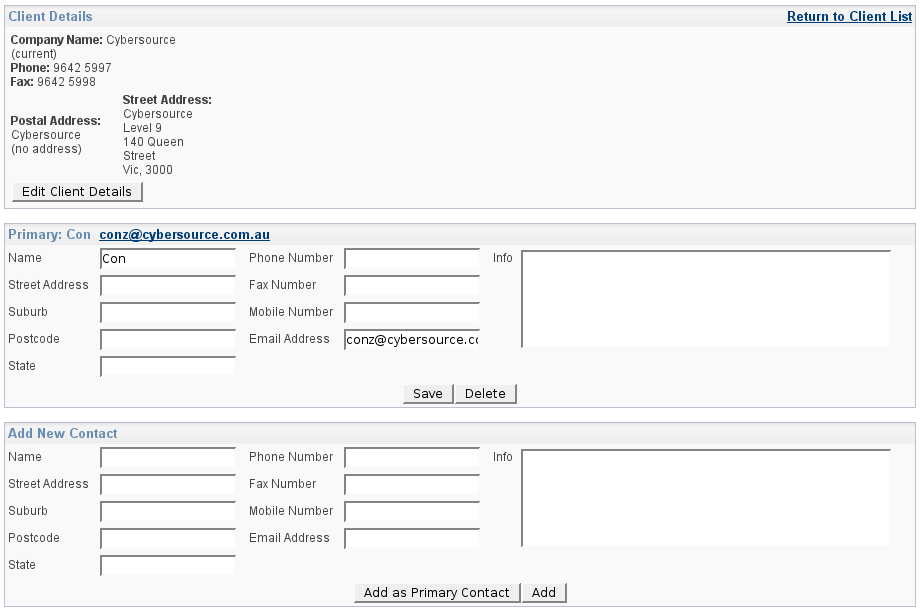 Client Details Return to Client List
Company Name: Cybersource
(current)
Phone: 9642 5997
Fax: 9642 5998
Street Address:
Cybersource
Level 9
140 Queen
Street
Vic, 3000
Postal Address:
Cybersource
(no address)
Edit Client Details
Primary: Con conz@cybersource.com.au
Name Con Phone Number Info
Street Address Fax Number
Suburb Mobile Number
Postcode Email Address conz@cybersource.co
State
Save Delete
Add New Contact
Name Phone Number Info
Street Address Fax Number
Suburb Mobile Number
Postcode Email Address
State
Add as Primary Contact Add